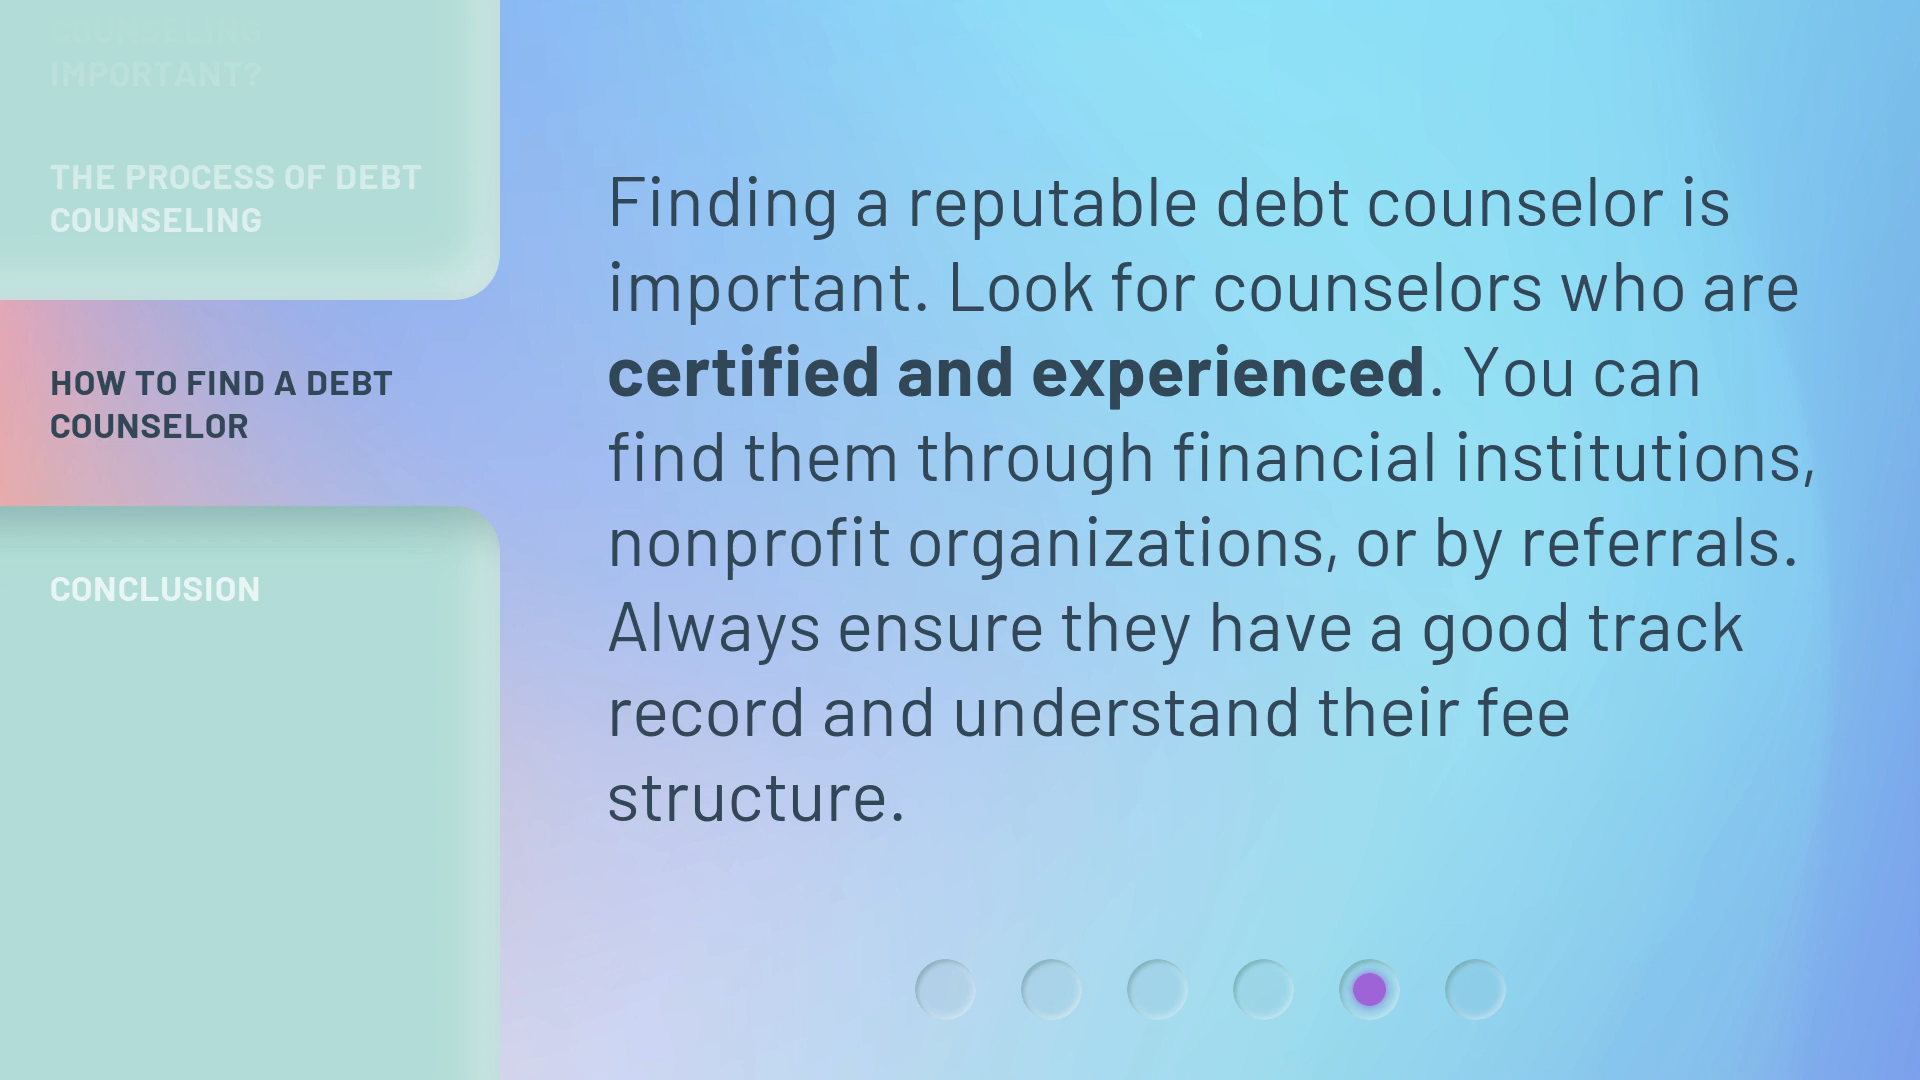 COUNSELING
IMPORTANT?
THE PROCESS OF DEBT
COUNSELING
HOW TO FIND A DEBT
COUNSELOR
CONCLUSION
Finding a reputable debt counselor is
important. Look for counselors who are
certified and experienced. You can
find them through financial institutions,
nonprofit organizations, or by referrals.
Always ensure they have a good track
record and understand their fee
structure.